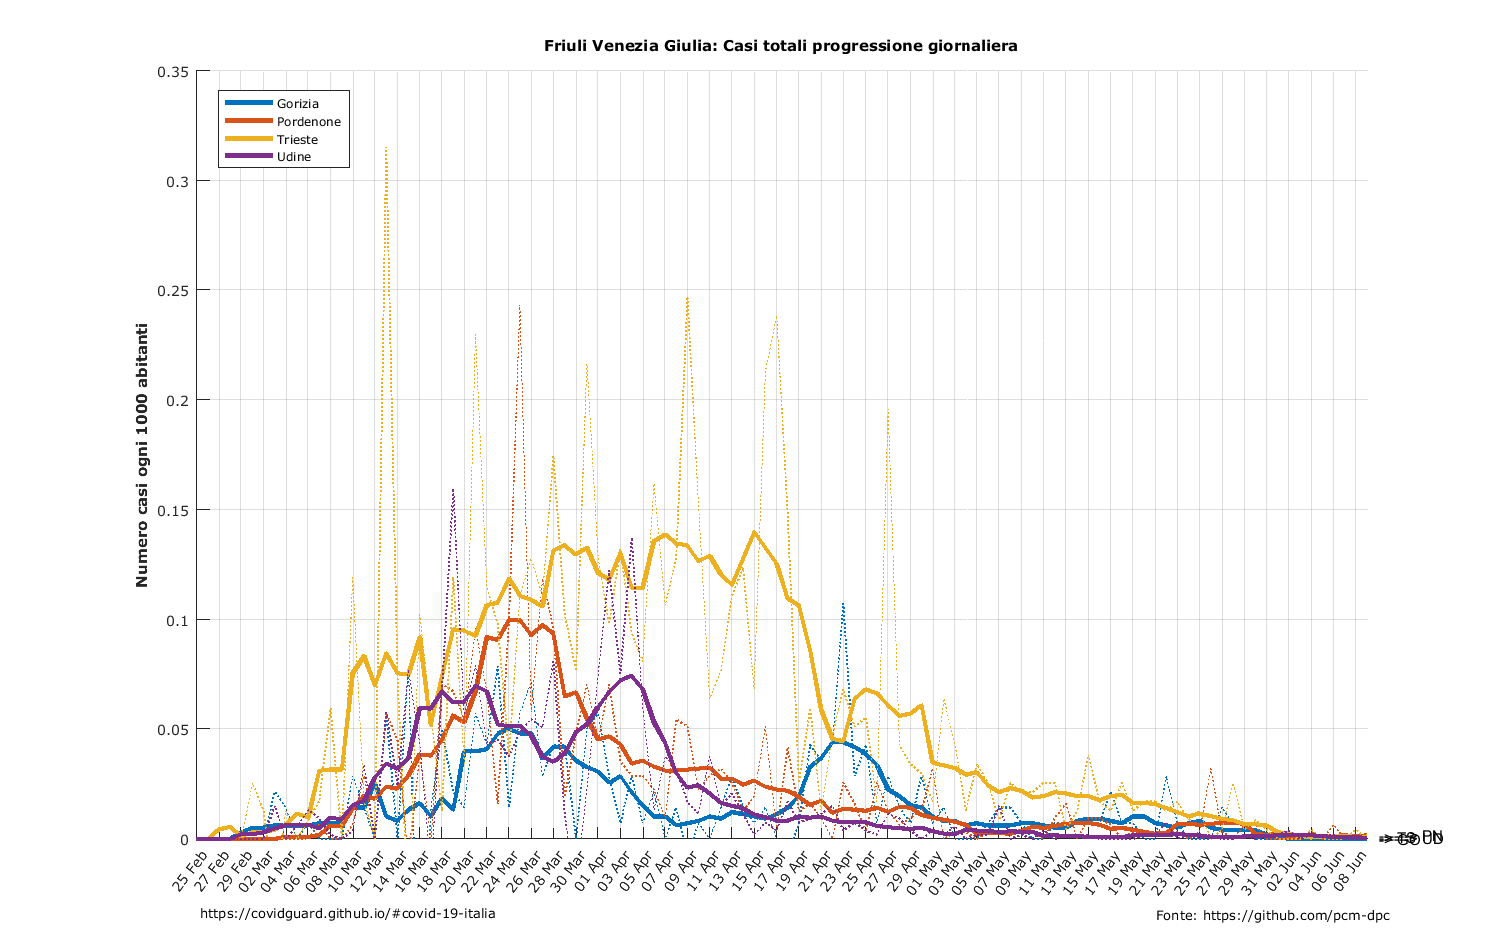 Friuli Venezia Giulia: Casi totali progressione giornaliera
Numero casi ogni 1000 abitanti
0.35
0.3
0.25
0.2
0.15
0.1
0.05
0
Gorizia
Pordenone
Trieste
Udine
25 Feb
27 Feb
29 Feb
02 Mar
04 Mar
06 Mar
08 Mar
10 Mar
12 Mar
14 Mar
16 Mar
18 Mar
20 Mar
22 Mar
24 Mar
26 Mar
28 Mar
30 Mar
01 Apr
03 Apr
05 Apr
07 Apr
09 Apr
11 Apr
13 Apr
15 Apr
17 Apr
19 Apr
21 Apr
23 Apr
25 Apr
27 Apr
29 Apr
01 May
03 May
05 May
07 May
09 May
11 May
13 May
15 May
17 May
19 May
21 May
23 May
25 May
27 May
29 May
31 May
02 Jun
04 Jun
06 Jun
08 Jun
https://covidguard.github.io/#covid-19-italia
Fonte: https://github.com/pcm-dpc